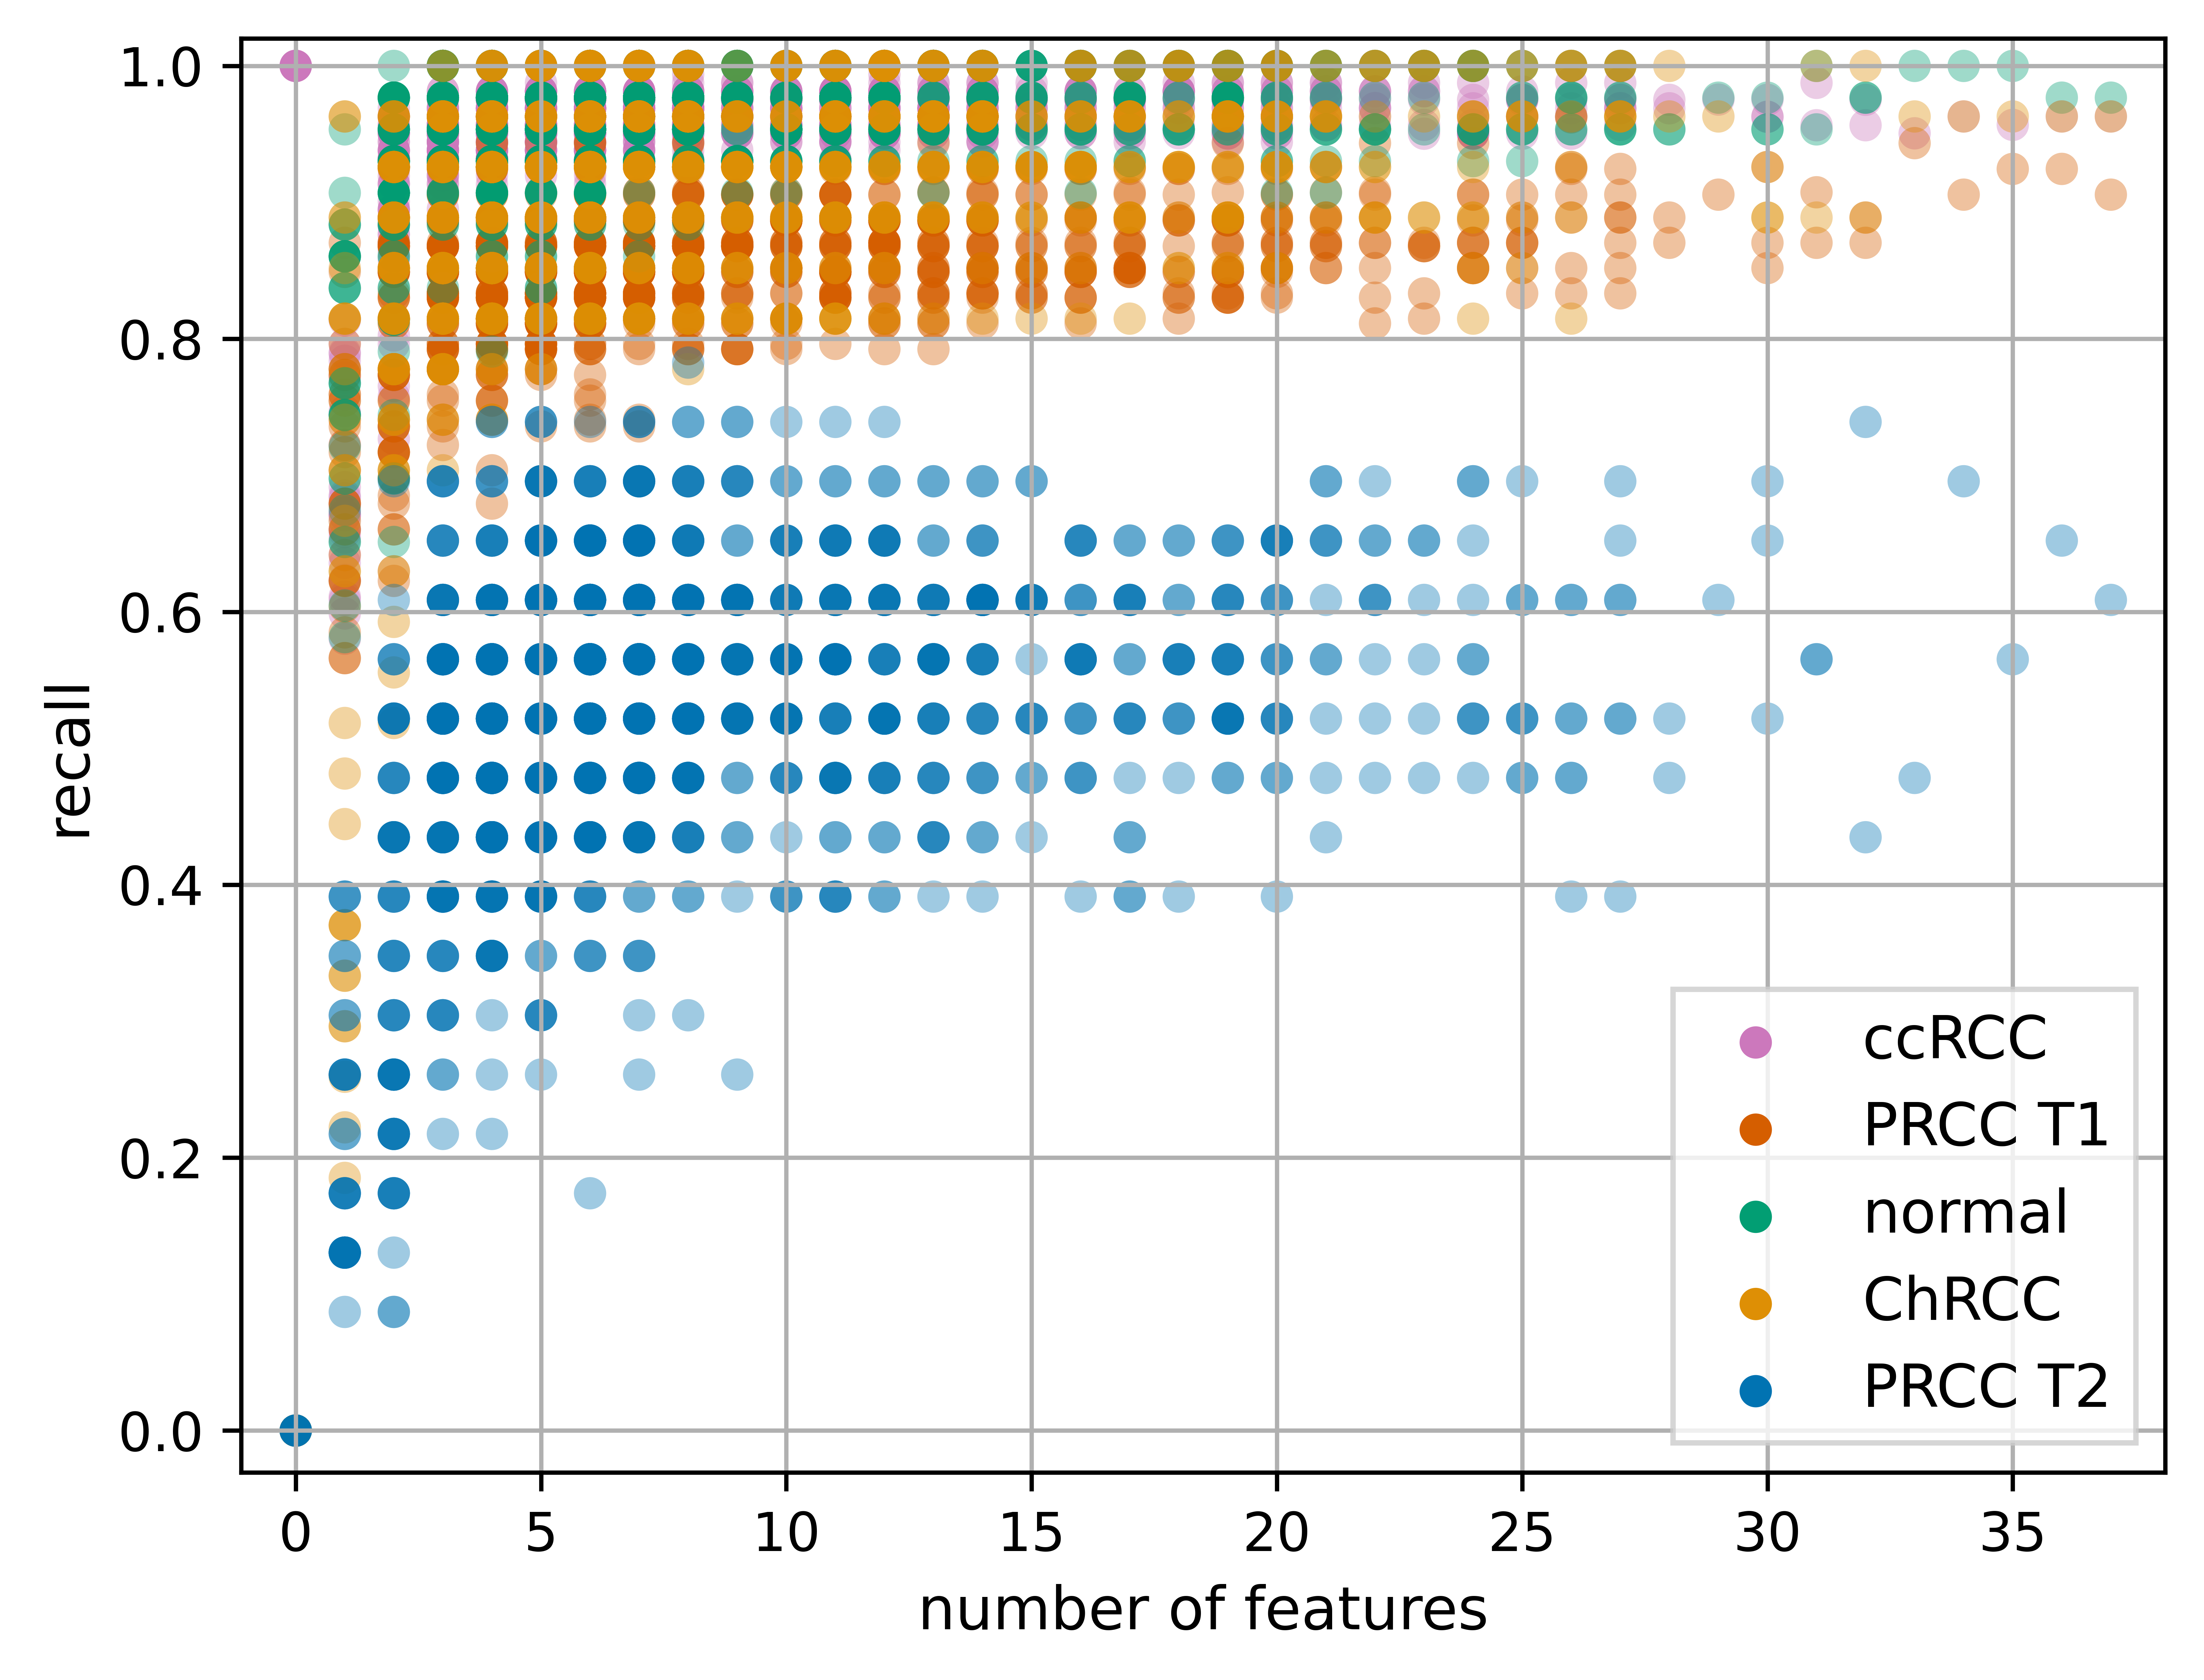 1.0
0.8
0.6
0.4
0.2
0.0
recall
ccRCC
PRCC T1
normal
ChRCC
PRCC T2
0 5 10 15 20 25 30 35
number of features